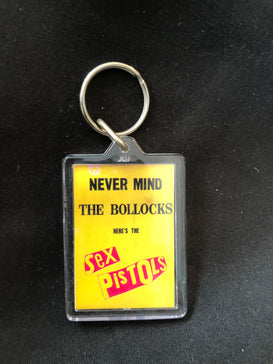 NEVER MIND
THE BOLLOCKS
HERE'S THE
Sex
PISTOLS